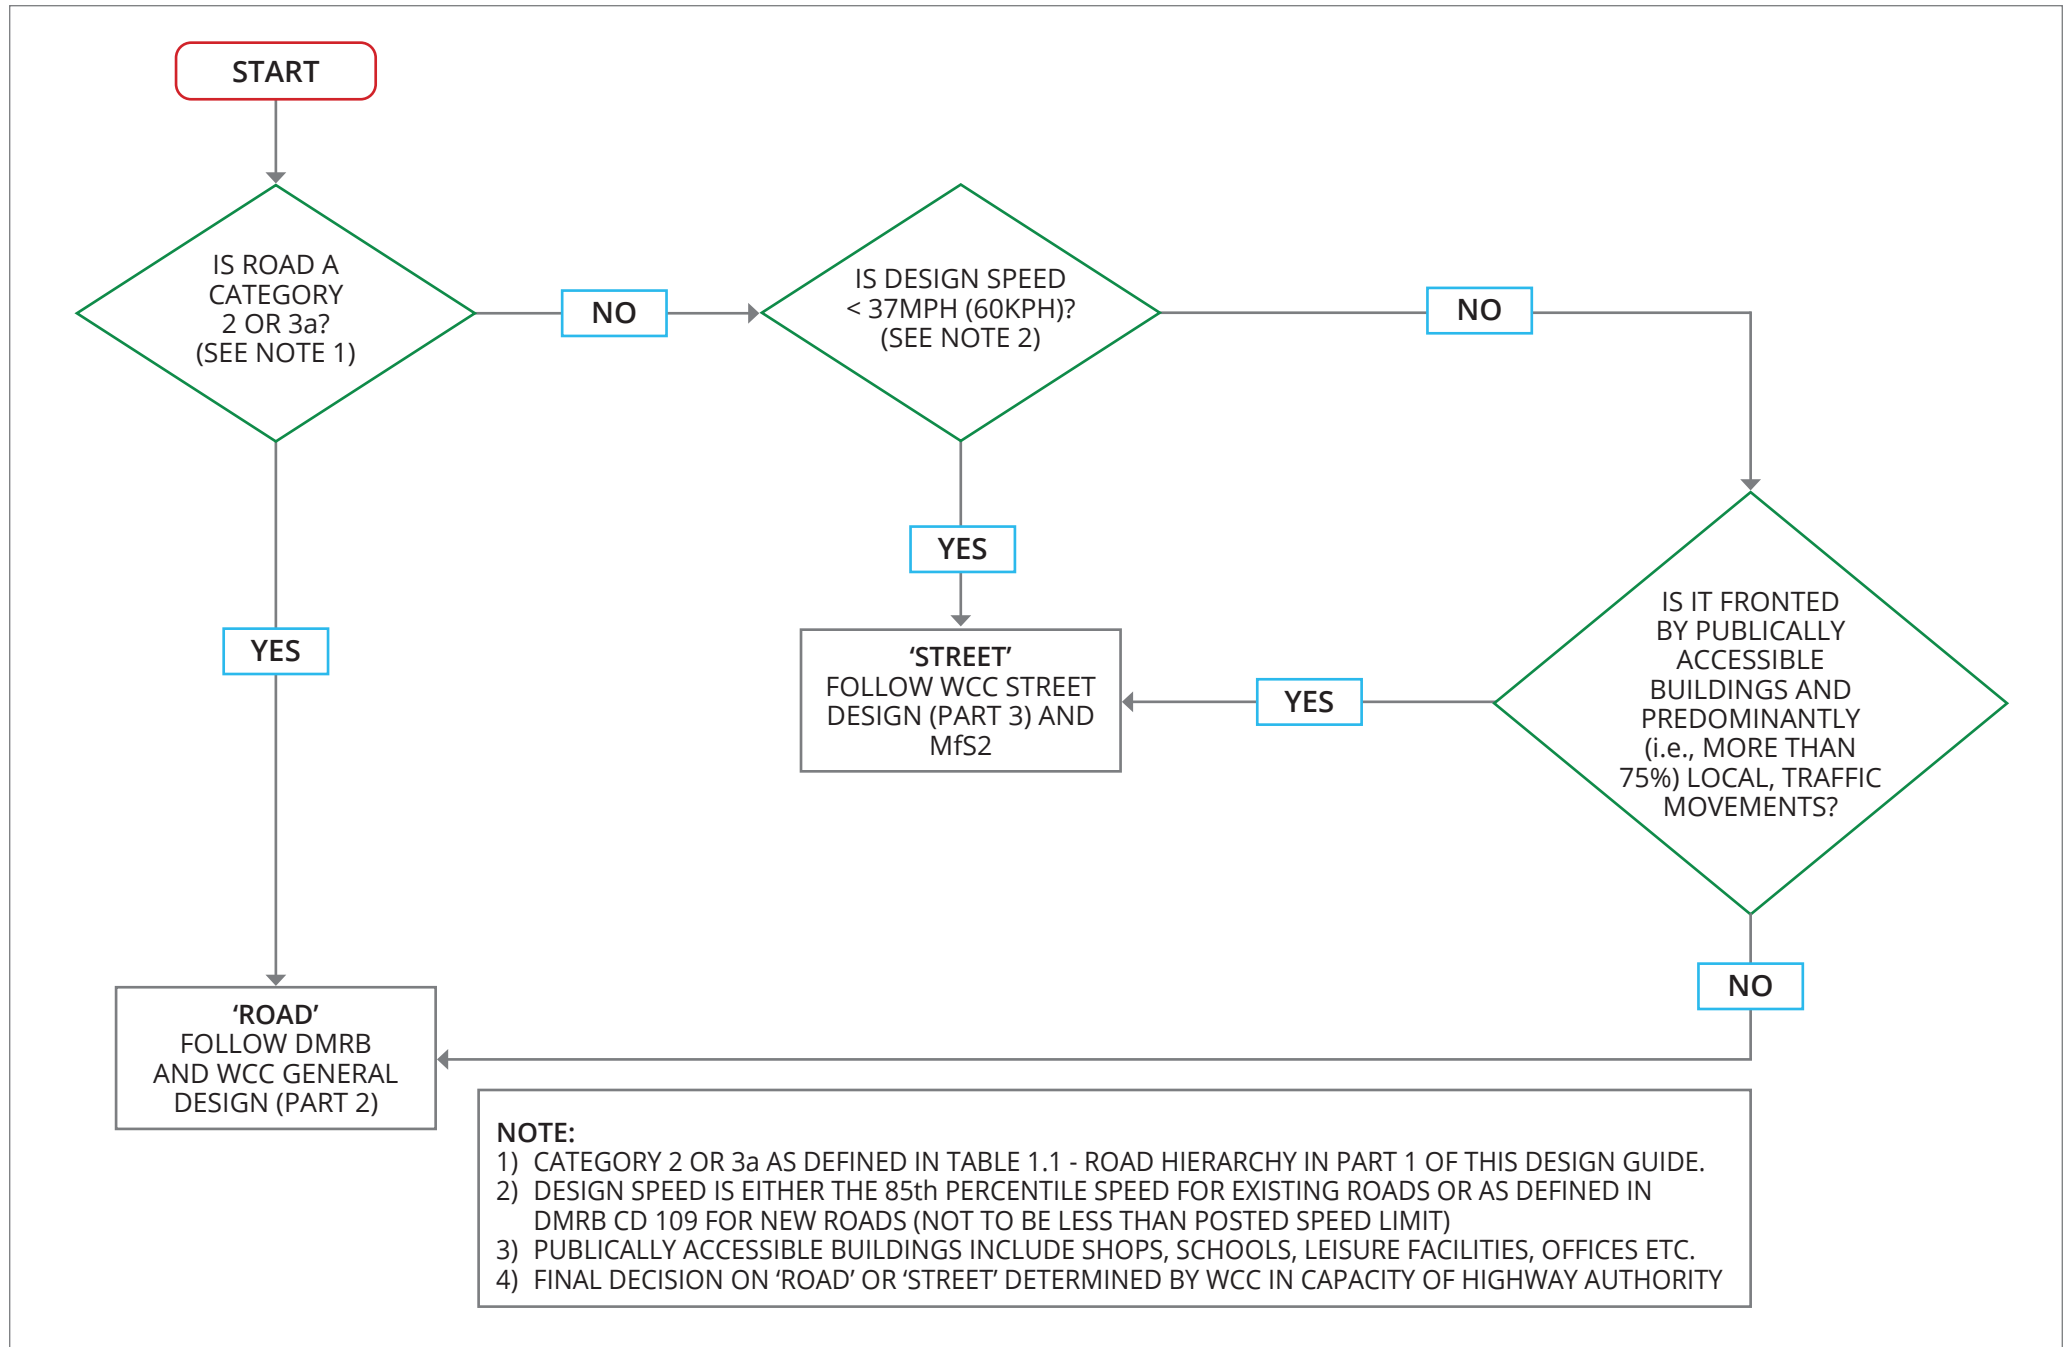 START
IS ROAD A
CATEGORY
2 OR 3a?
(SEE NOTE 1)
NO
IS DESIGN SPEED
< 37MPH (60KPH)?
(SEE NOTE 2)
NO
YES
YES
‘STREET’
FOLLOW WCC STREET
DESIGN (PART 3) AND
MfS2
YES
IS IT FRONTED
BY PUBLICALLY
ACCESSIBLE
BUILDINGS AND
PREDOMINANTLY
(i.e., MORE THAN
75%) LOCAL, TRAFFIC
MOVEMENTS?
NO
‘ROAD’
FOLLOW DMRB
AND WCC GENERAL
DESIGN (PART 2)
NOTE:
1) CATEGORY 2 OR 3a AS DEFINED IN TABLE 1.1 - ROAD HIERARCHY IN PART 1 OF THIS DESIGN GUIDE.
2) DESIGN SPEED IS EITHER THE 85th PERCENTILE SPEED FOR EXISTING ROADS OR AS DEFINED IN
DMRB CD 109 FOR NEW ROADS (NOT TO BE LESS THAN POSTED SPEED LIMIT)
3) PUBLICALLY ACCESSIBLE BUILDINGS INCLUDE SHOPS, SCHOOLS, LEISURE FACILITIES, OFFICES ETC.
4) FINAL DECISION ON ‘ROAD’ OR ‘STREET’ DETERMINED BY WCC IN CAPACITY OF HIGHWAY AUTHORITY